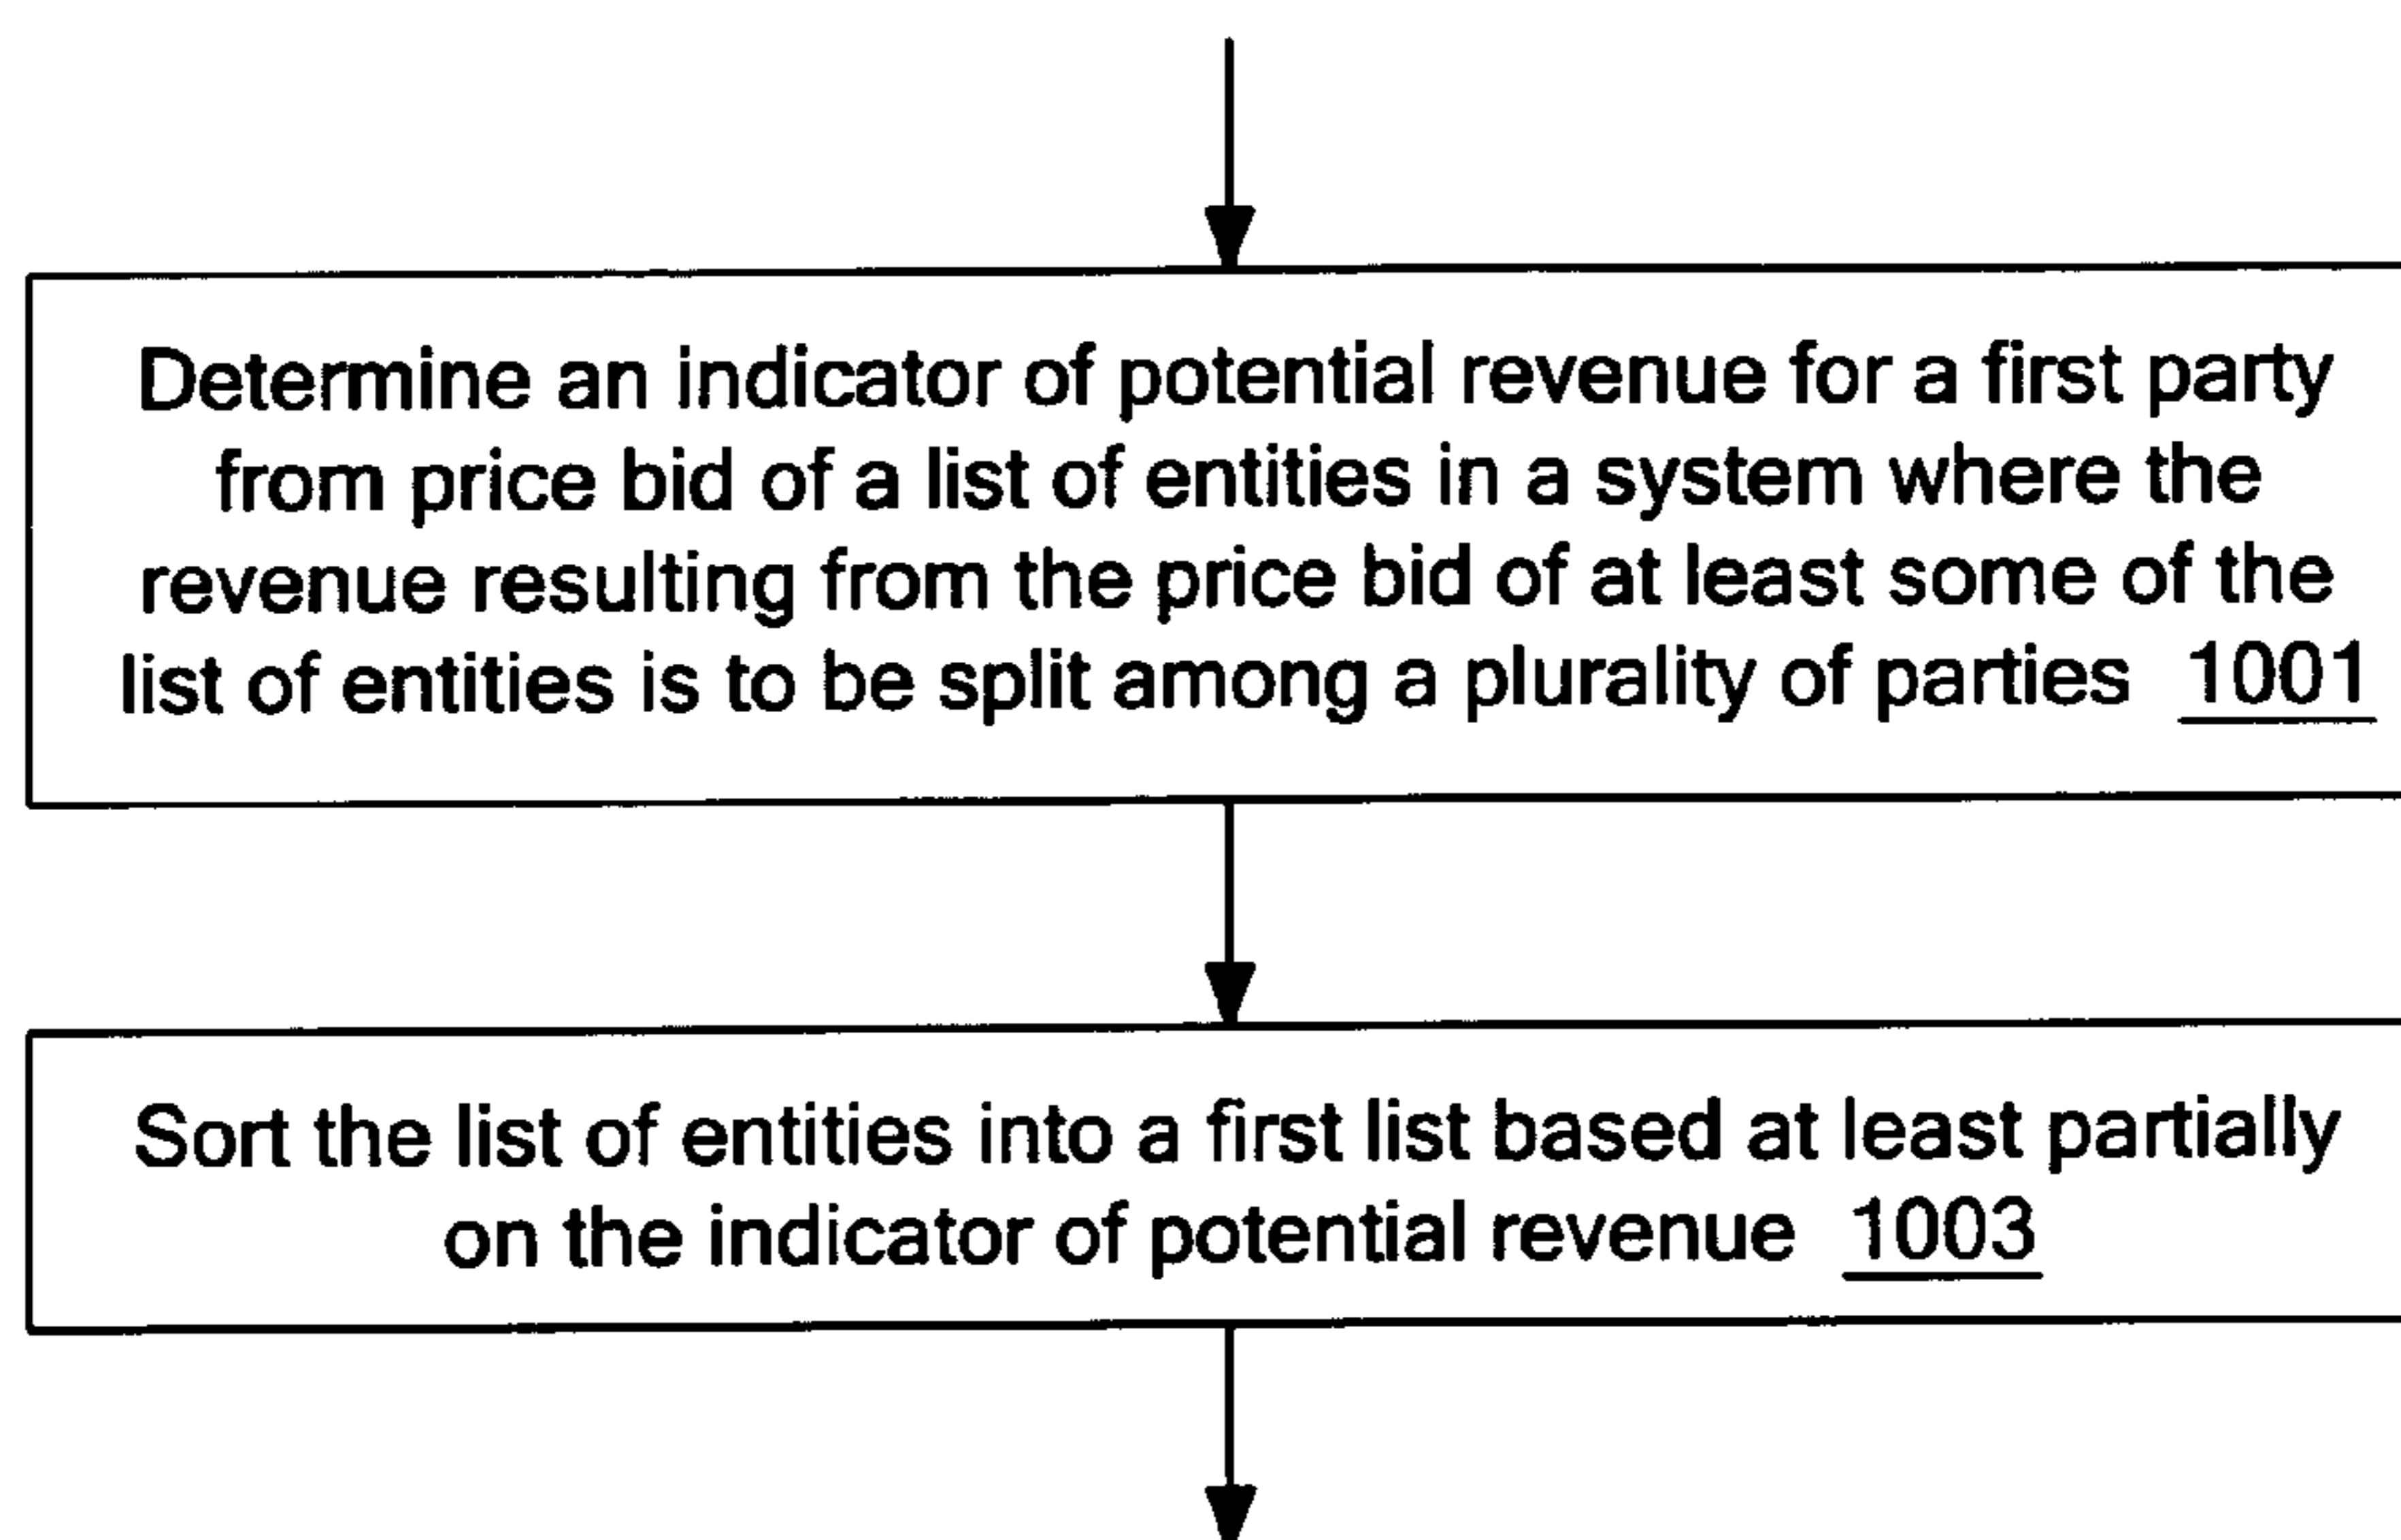 Determine an indicator of potential revenue for a first party
from price bid of a list of entities in a system where the
revenue resulting from the price bid of at least some of the
list of entities is to be split among a plurality of parties 1001
Sort the list of entities into a first list based at least partially
on the indicator of potential revenue 1003